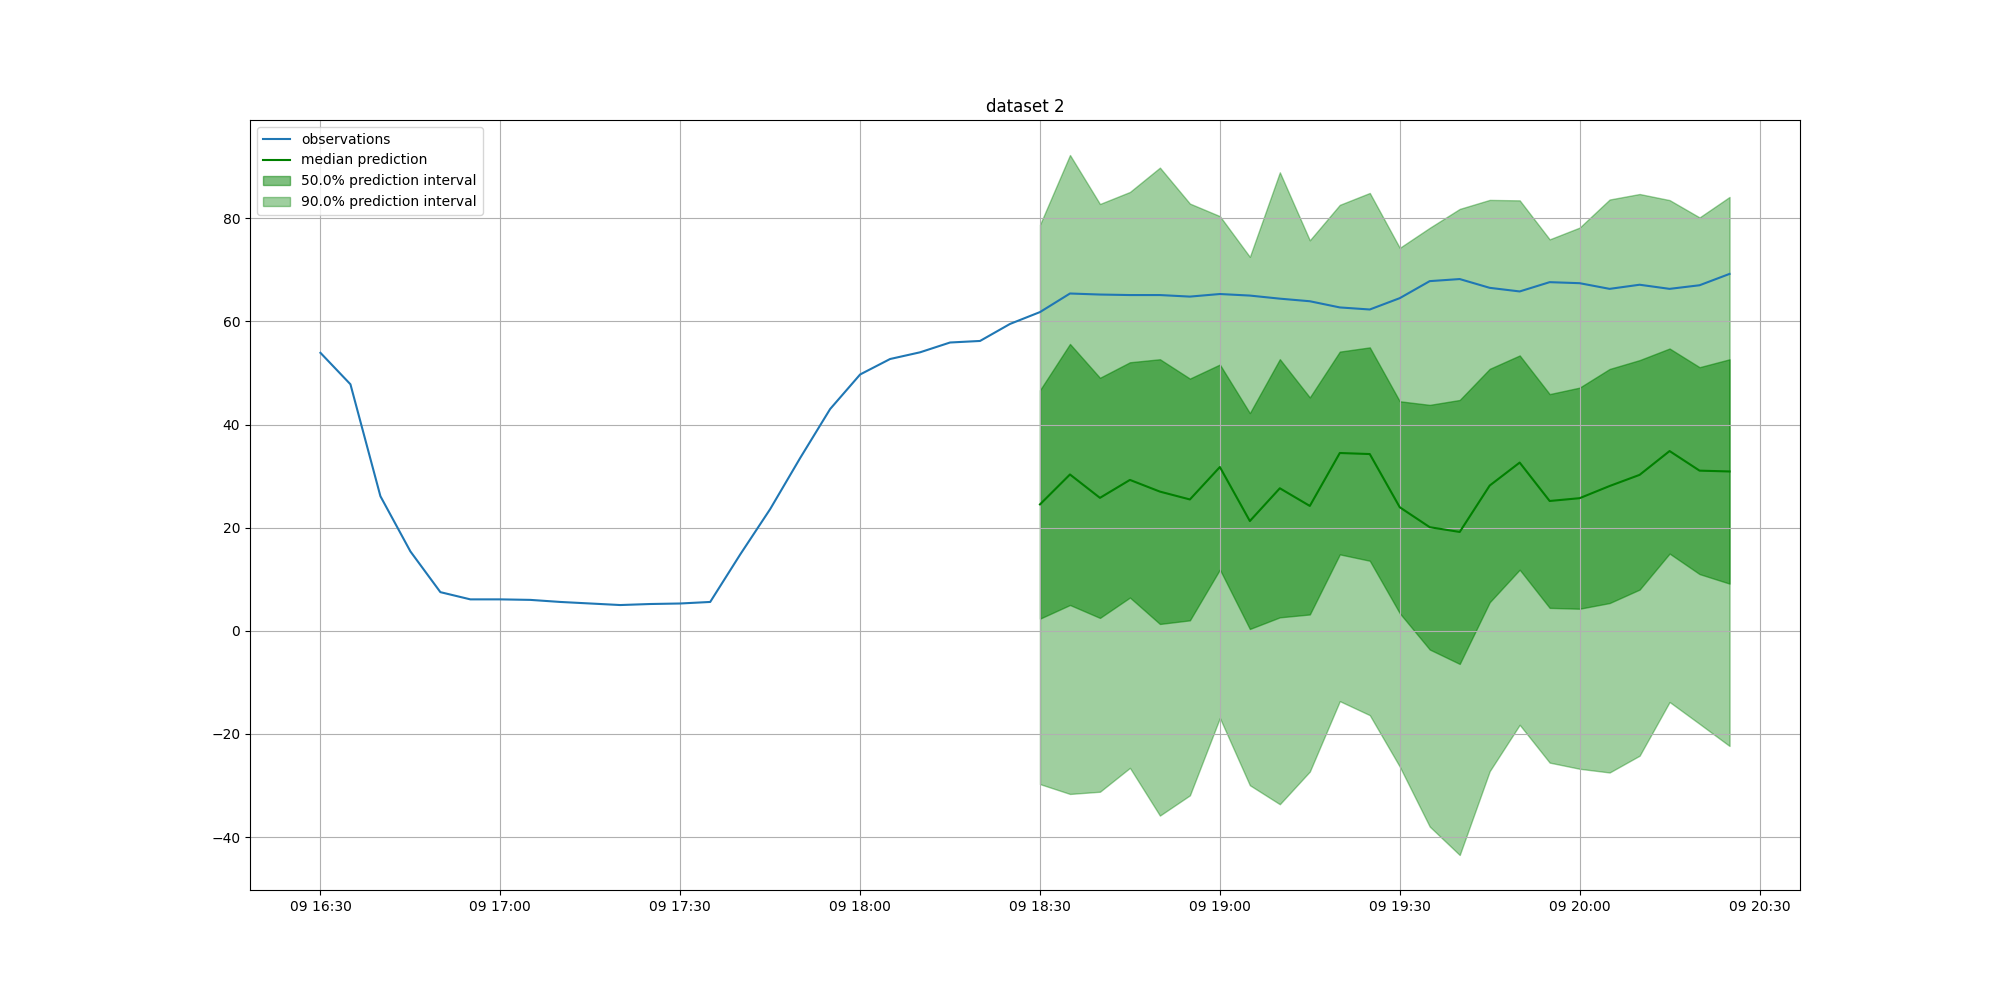 dataset 2
observations
median prediction
50.0% prediction interval
90.0% prediction interval
80
60
40
20
0
−20
−40
09 16:30 09 17:00 09 17:30 09 18:00 09 18:30 09 19:00 09 19:30 09 20:00 09 20:30